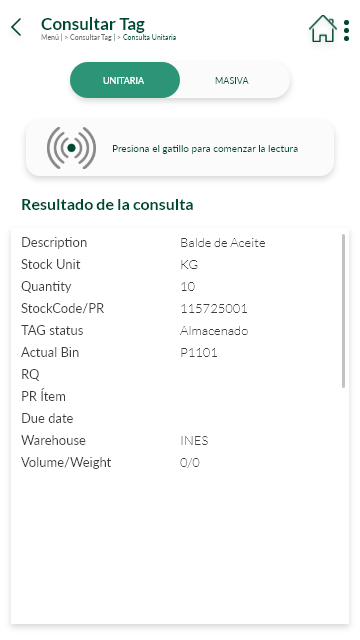 Consultar Tag
Menú | > Consultar Tag | > Consulta Unitaria
UNITARIA MASIVA
Presiona el gatillo para comenzar la lectura
Resultado de la consulta
Description Balde de Aceite
Stock Unit KG
Quantity 10
StockCode/PR 115725001
TAG status Almacenado
Actual Bin P1101
RQ
PR Ítem
Due date
Warehouse INES
Volume/Weight 0/0